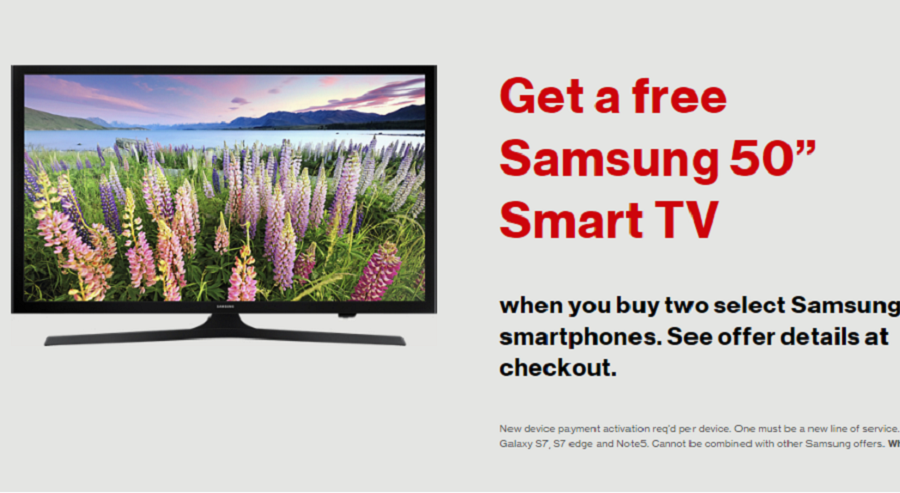 Get a free
Samsung 50”
Smart TV
when you buy two select Samsung
smartphones. See offer details at
checkout.
New device payment activation req'd per device. One must be a new line of service.
Galaxy S7, S7 edge and Note5. Cannot be combined with other Samsung offers.
SAMSUNG